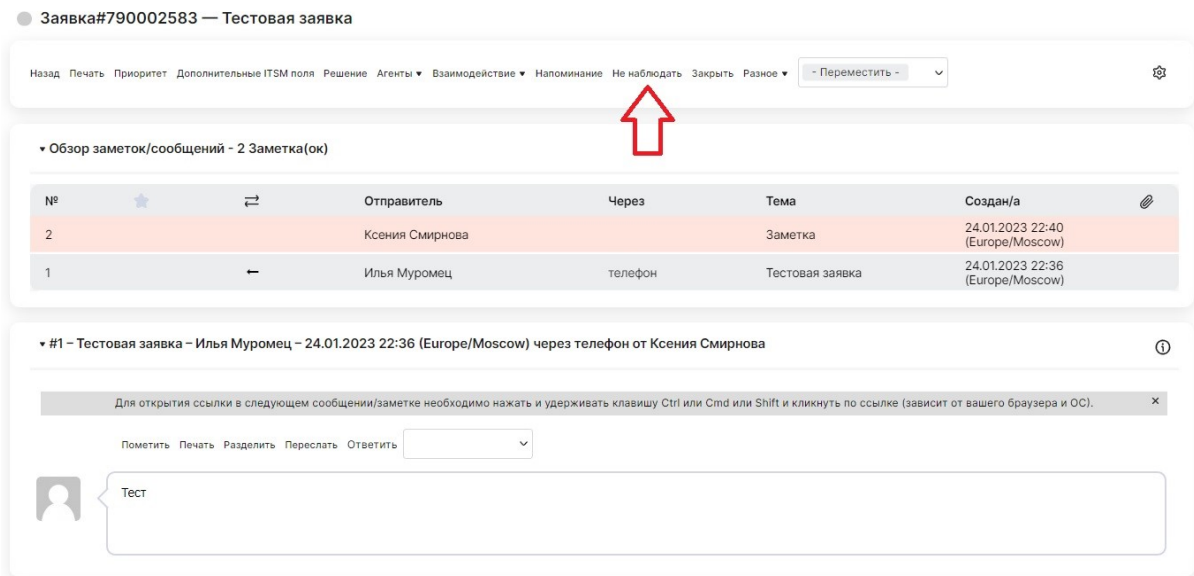 Заявка#790002583 — Тестовая заявка
Назад Печать Приоритет Дополнительные ITSM поля Решение Агенты ▾ Взаимодействие ▾ Напоминание Не наблюдать Закрыть Разное ▾ - Переместить -
▾ Обзор заметок/сообщений - 2 Заметка(ок)
№ Отправитель Через Тема Создан/а
2 Ксения Смирнова Заметка 24.01.2023 22:40
(Europe/Moscow)
1 Илья Муромец телефон Тестовая заявка 24.01.2023 22:36
(Europe/Moscow)
▾ #1 – Тестовая заявка – Илья Муромец – 24.01.2023 22:36 (Europe/Moscow) через телефон от Ксения Смирнова
Для открытия ссылки в следующем сообщении/заметке необходимо нажать и удерживать клавишу Ctrl или Cmd или Shift и кликнуть по ссылке (зависит от вашего браузера и ОС). ×
Пометить Печать Разделить Переслать Ответить
Тест